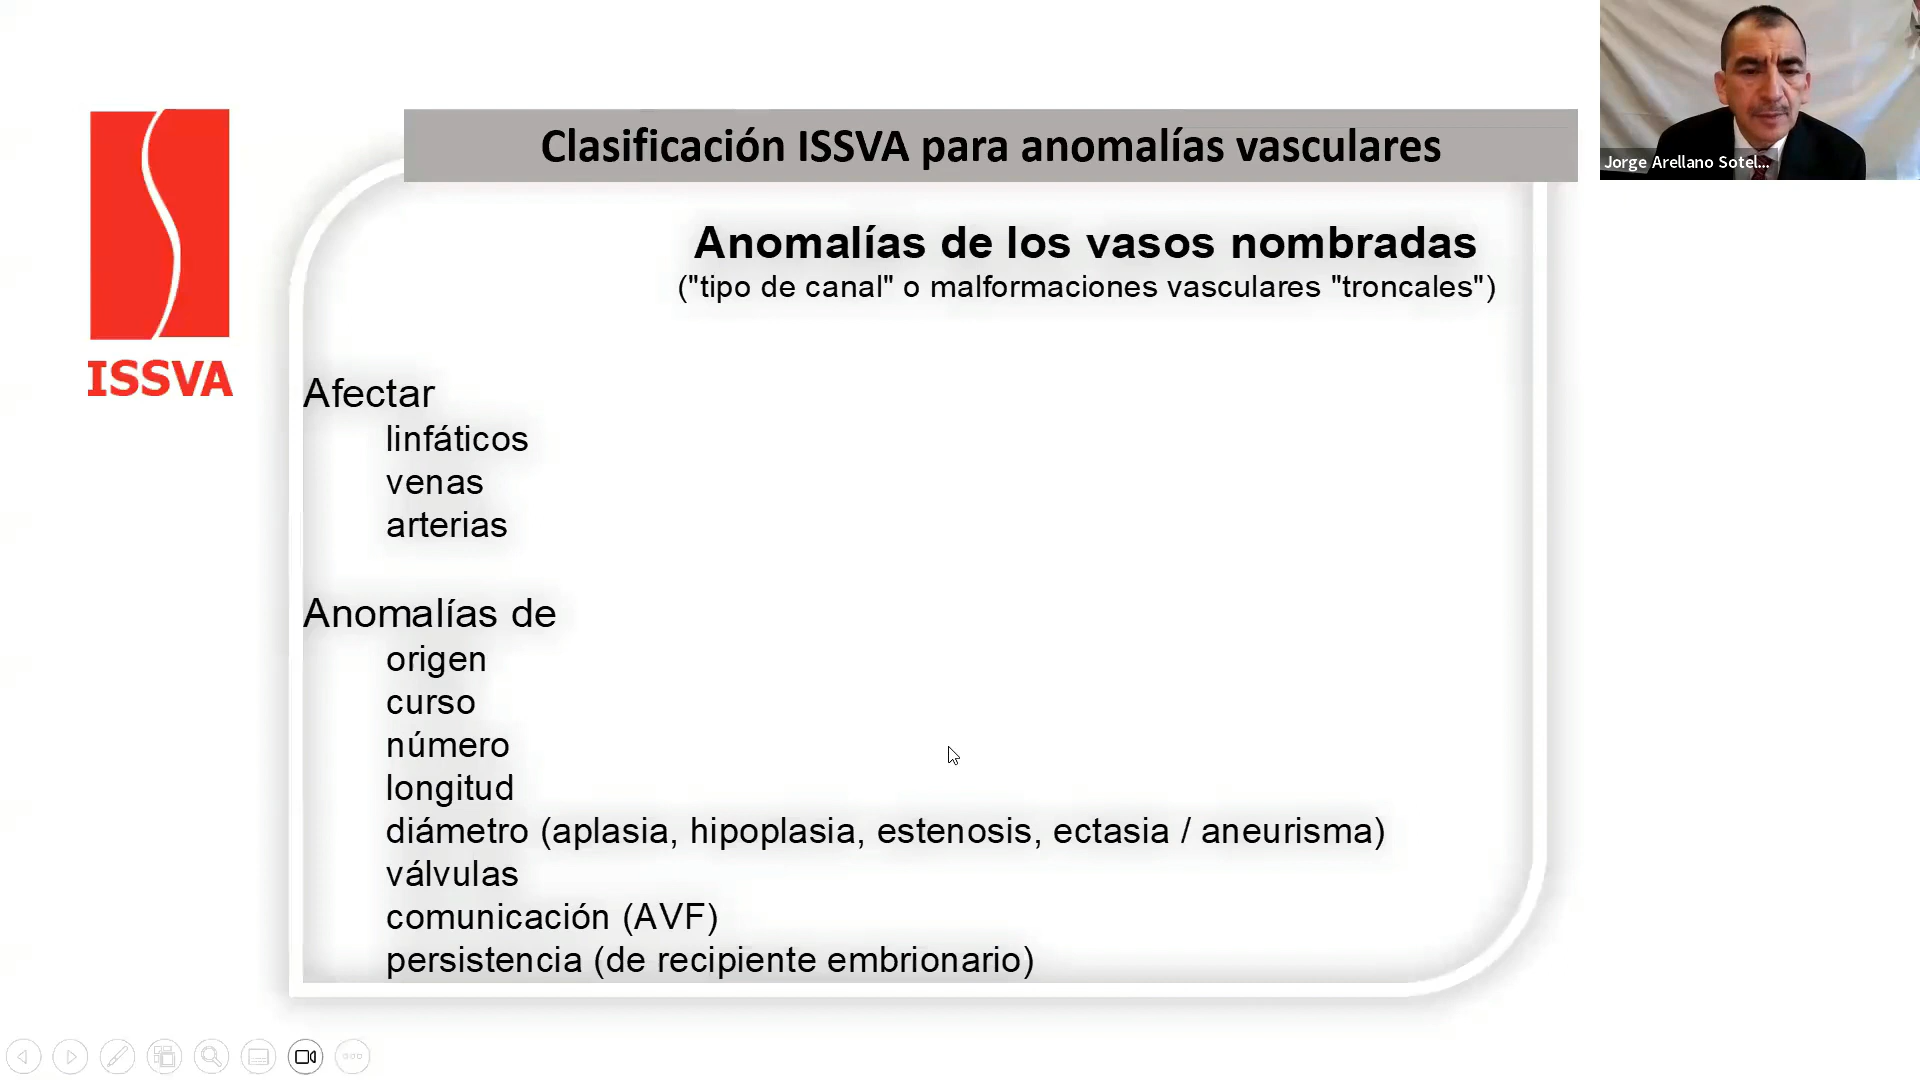 Clasificación ISSVA para anomalías vasculares
Jorge Arellano Sotel...
ISSVA
Anomalías de los vasos nombradas
("tipo de canal" o malformaciones vasculares "troncales")
Afectar
linfáticos
venas
arterias
Anomalías de
origen
curso
número
longitud
diámetro (aplasia, hipoplasia, estenosis, ectasia / aneurisma)
válvulas
comunicación (AVF)
persistencia (de recipiente embrionario)